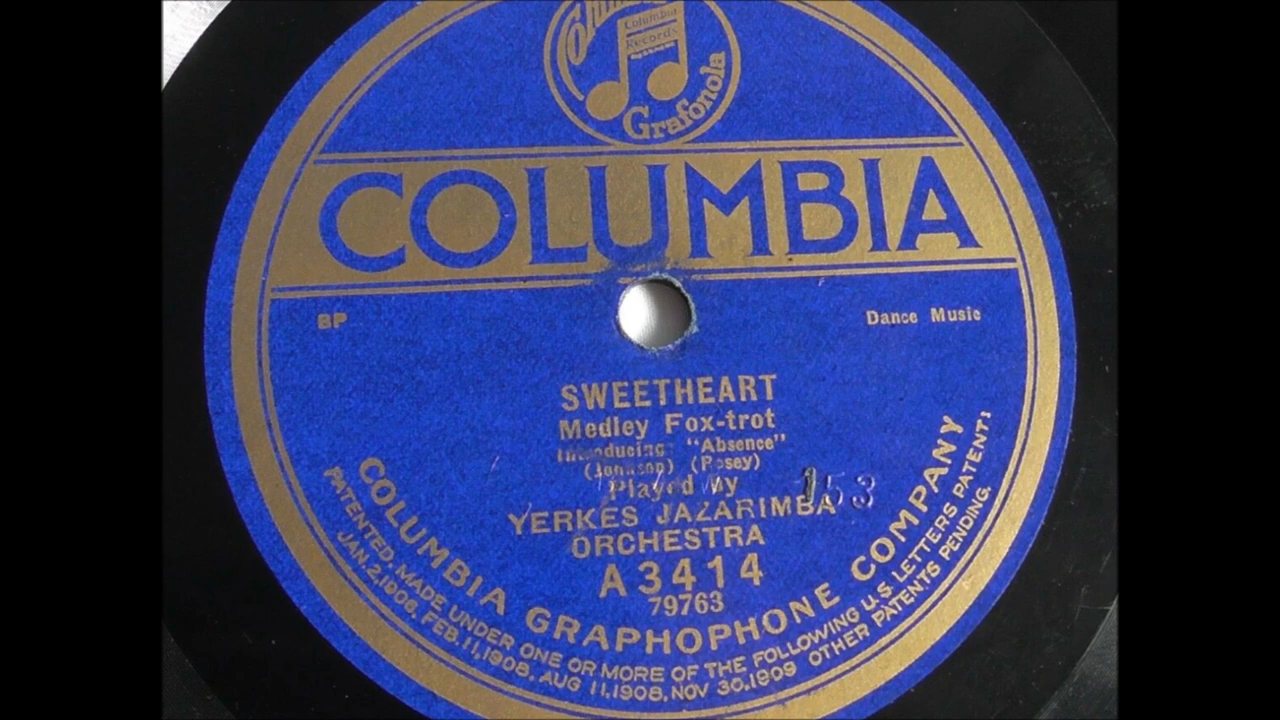 Columbia
Records
Grafonola
COLUMBIA
BP
Dance Music
SWEETHEART
Medley Fox-trot
Introducing: "Absence"
(Johnson) (Rosey)
Played by
153
YERKES JAZARIMBA
ORCHESTRA
A3414
79763
COLUMBIA GRAPHOPHONE COMPANY
PATENTED. MADE UNDER ONE OR MORE OF THE FOLLOWING U.S. LETTERS PATENT:
JAN.2,1906. FEB.11,1908. AUG 11,1908. NOV 30,1909 OTHER PATENTS PENDING.